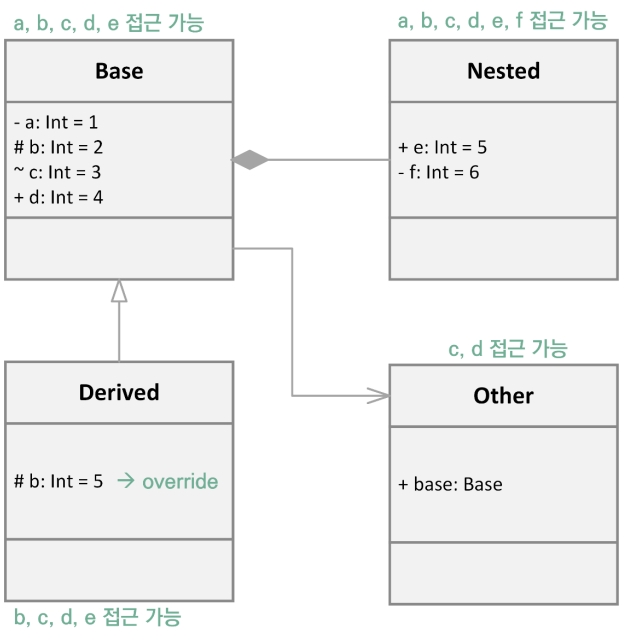 a, b, c, d, e 접근 가능
Base
- a: Int = 1
# b: Int = 2
~ c: Int = 3
+ d: Int = 4
a, b, c, d, e, f 접근 가능
Nested
+ e: Int = 5
- f: Int = 6
Derived
# b: Int = 5 → override
b, c, d, e 접근 가능
c, d 접근 가능
Other
+ base: Base